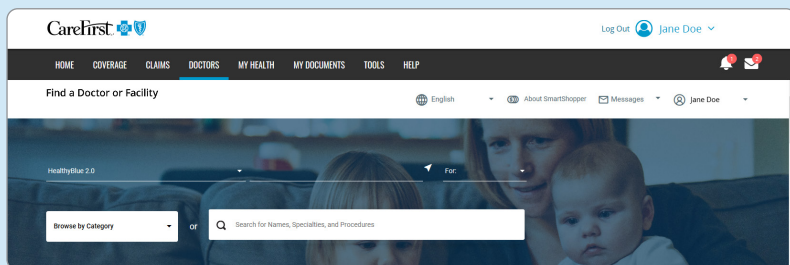 CareFirst
Log Out Jane Doe
HOME COVERAGE CLAIMS DOCTORS MY HEALTH MY DOCUMENTS TOOLS HELP
Find a Doctor or Facility
English About SmartShopper Messages Jane Doe
HealthyBlue 2.0 For:
Browse by Category or Search for Names, Specialties, and Procedures